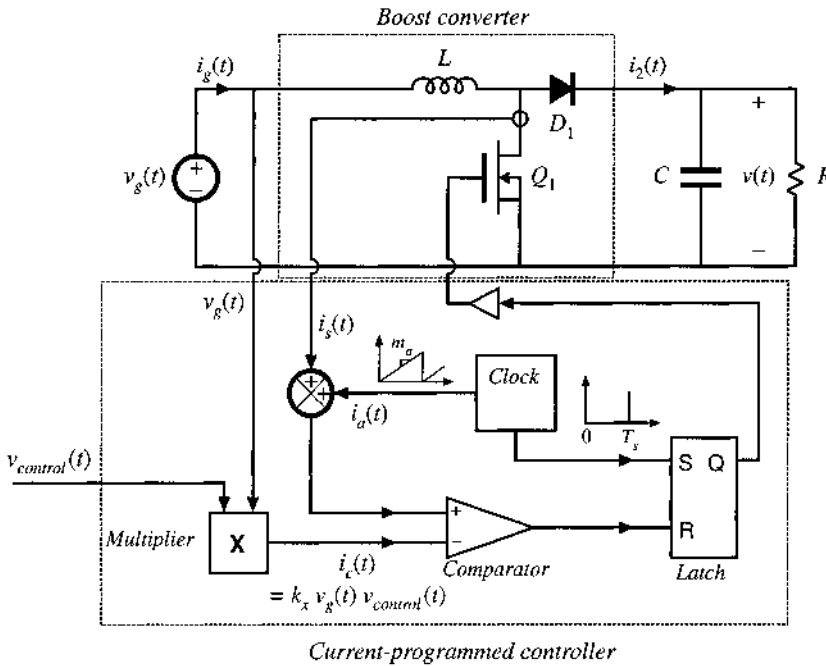 Boost converter
i_g(t)
L
i_2(t)
D_1
+
v_g(t)
+
−
Q_1
C
v(t)
R
−
v_g(t)
i_s(t)
m_a
Clock
+
+
i_a(t)
0
T_s
v_control(t)
S Q
+
Multiplier
X
−
R
i_c(t)
Comparator
Latch
= k_x v_g(t) v_control(t)
Current-programmed controller